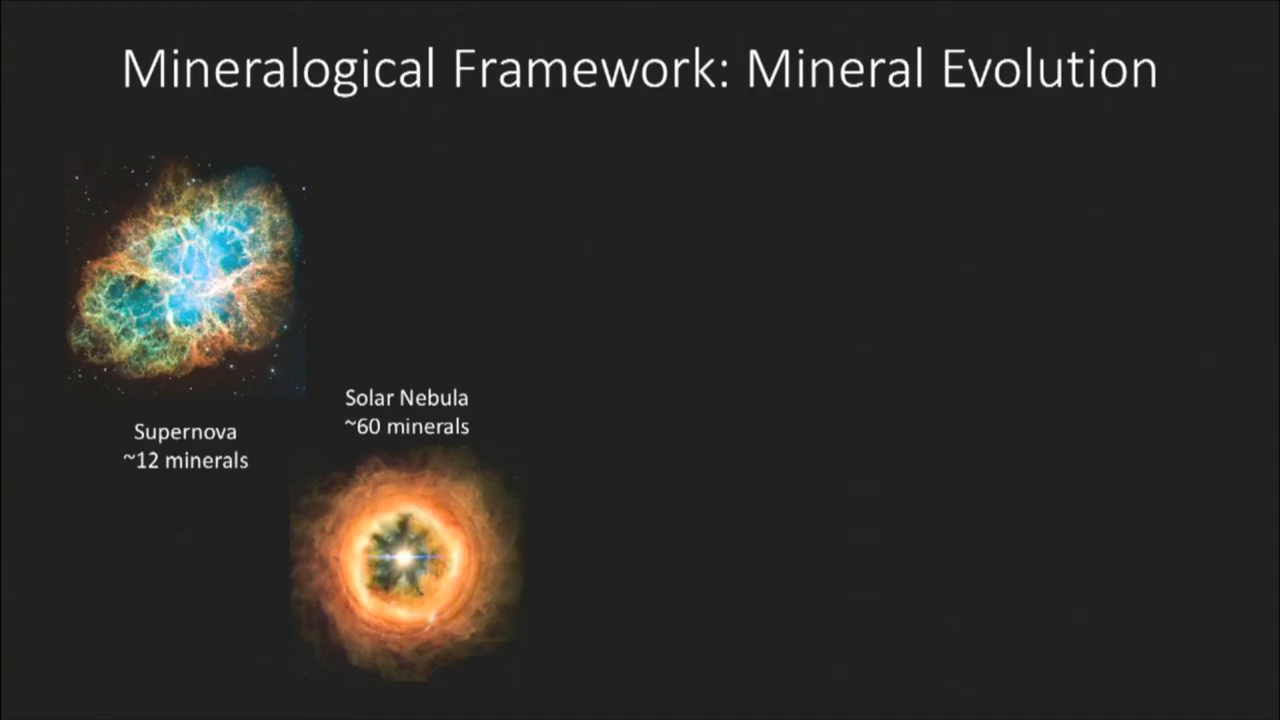 Mineralogical Framework: Mineral Evolution
Supernova
~12 minerals
Solar Nebula
~60 minerals